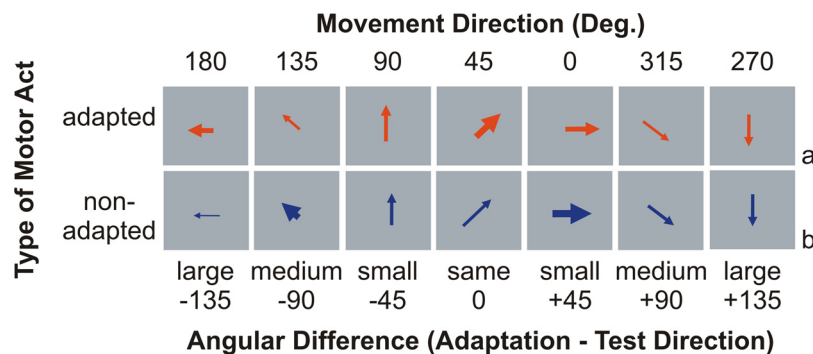 Movement Direction (Deg.)
180 135 90 45 0 315 270
Type of Motor Act
adapted
a
non-
adapted
b
large medium small same small medium large
-135 -90 -45 0 +45 +90 +135
Angular Difference (Adaptation - Test Direction)